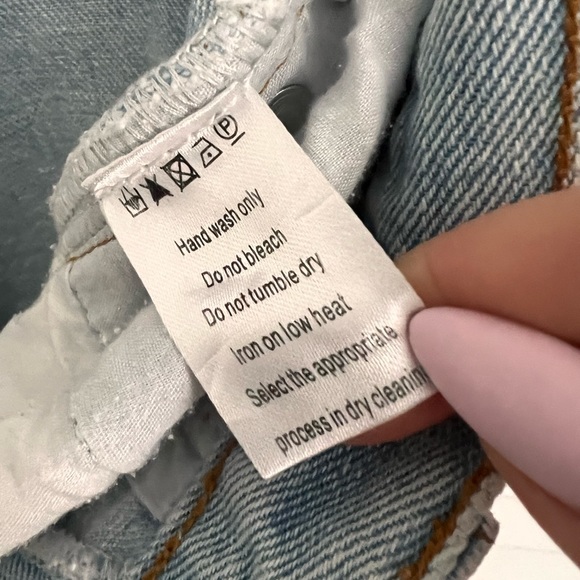 P
Hand wash only
Do not bleach
Do not tumble dry
Iron on low heat
Select the appropriate
process in dry cleanin